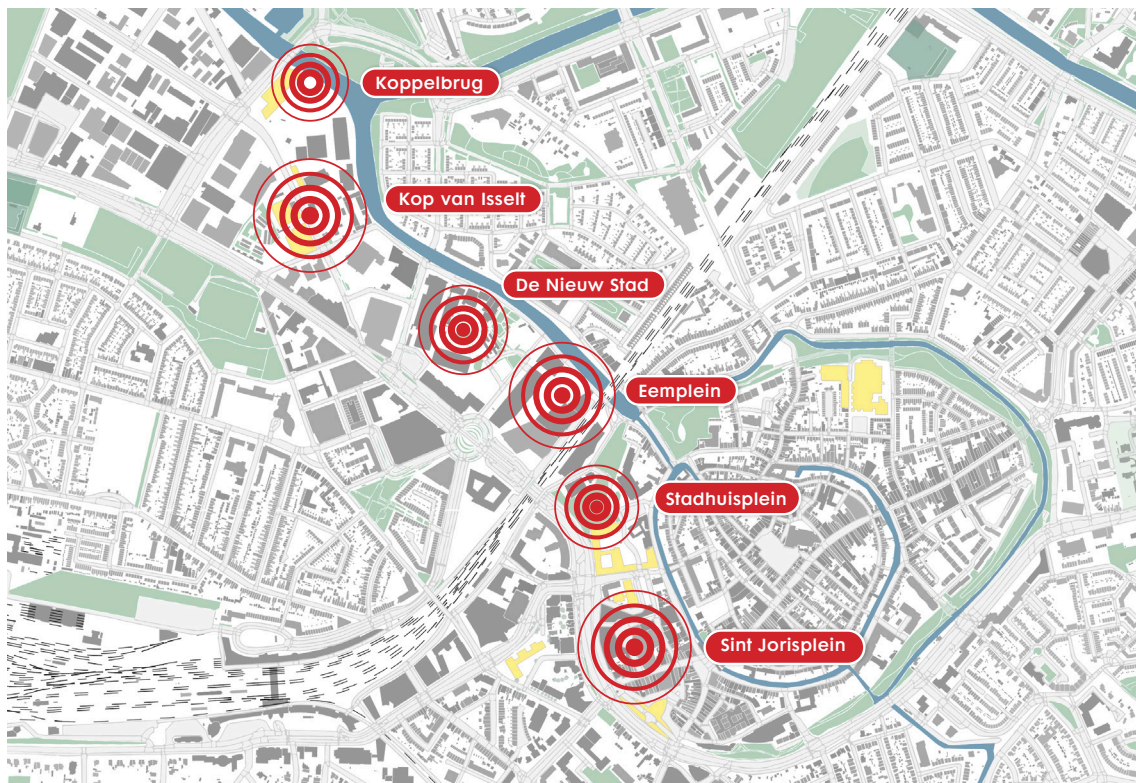 Koppelbrug
Kop van Isselt
De Nieuw Stad
Eemplein
Stadhuisplein
Sint Jorisplein